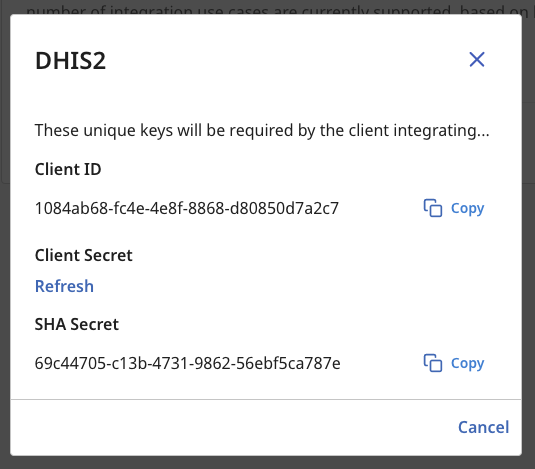 number of integration use cases are currently supported, based on
DHIS2
These unique keys will be required by the client integrating...
Client ID
1084ab68-fc4e-4e8f-8868-d80850d7a2c7
Copy
Client Secret
Refresh
SHA Secret
69c44705-c13b-4731-9862-56ebf5ca787e
Copy
Cancel